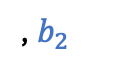 , b₂